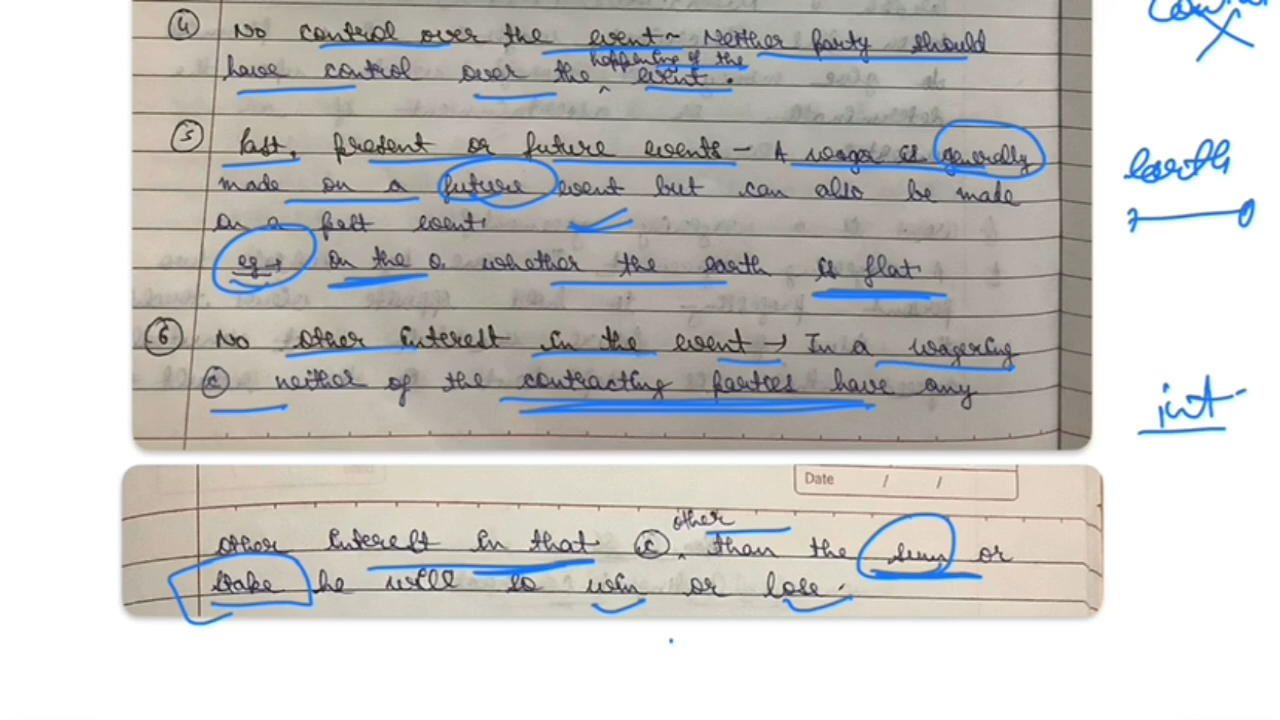 ④ No control over the event ~ Neither party should
have control over the ^ happening of the event.
⑤ Past, present or future events - A wager is generally
made on a future event but can also be made
on a past event.
eg → on the Q. whether the earth is flat
⑥ No other interest in the event → In a wagering
Ⓒ neither of the contracting parties have any
Date / /
other interest in that Ⓒ, ^ other than the sum or
stake he will so win or lose.
earth
int